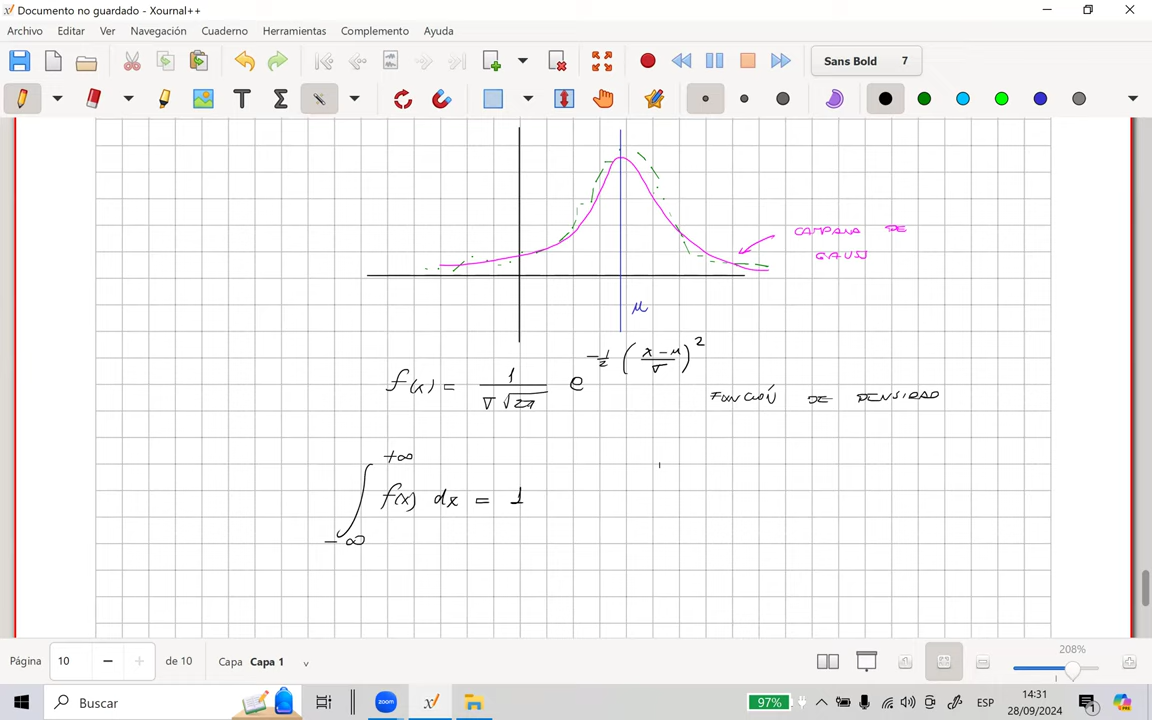 Documento no guardado - Xournal++
Archivo Editar Ver Navegación Cuaderno Herramientas Complemento Ayuda
Sans Bold 7
CAMPANA DE
GAUSS
μ
f(x) = 1/(σ√2π) e^(-1/2 ((x-μ)/σ)^2)
FUNCIÓN DE DENSIDAD
∫_{-∞}^{+∞} f(x) dx = 1
Página 10 de 10 Capa Capa 1
208%
Buscar
zoom
97%
ESP
14:31
28/09/2024
1